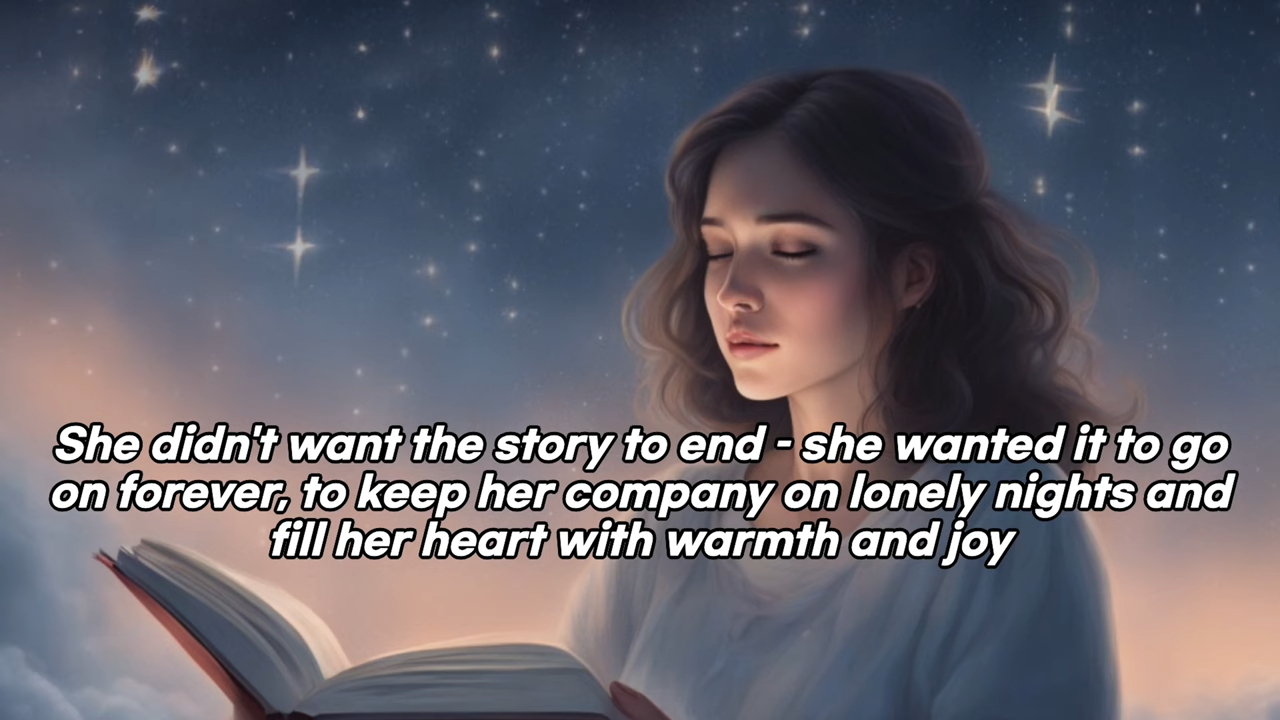 She didn't want the story to end - she wanted it to go
on forever, to keep her company on lonely nights and
fill her heart with warmth and joy